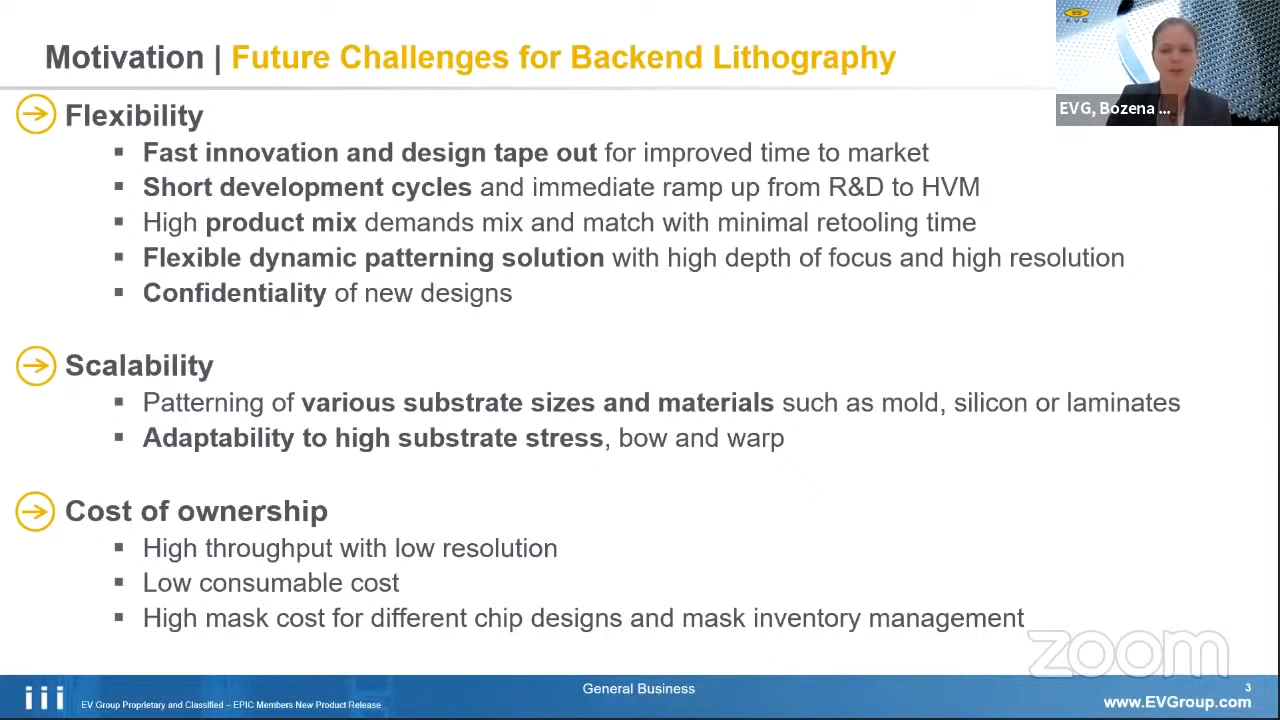 Motivation | Future Challenges for Backend Lithography
EVG
EVG, Bozena ...
Flexibility
▪ Fast innovation and design tape out for improved time to market
▪ Short development cycles and immediate ramp up from R&D to HVM
▪ High product mix demands mix and match with minimal retooling time
▪ Flexible dynamic patterning solution with high depth of focus and high resolution
▪ Confidentiality of new designs
Scalability
▪ Patterning of various substrate sizes and materials such as mold, silicon or laminates
▪ Adaptability to high substrate stress, bow and warp
Cost of ownership
▪ High throughput with low resolution
▪ Low consumable cost
▪ High mask cost for different chip designs and mask inventory management
zoom
iii
EV Group Proprietary and Classified – EPIC Members New Product Release
General Business
3
www.EVGroup.com